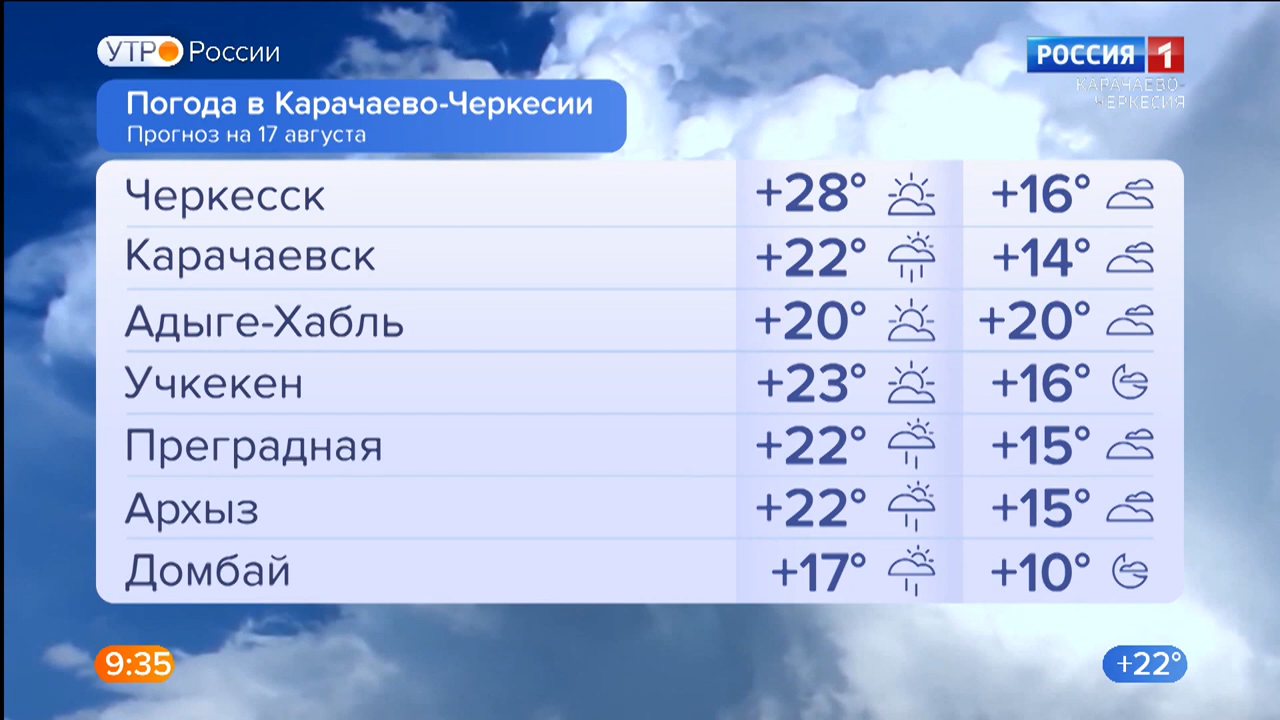 УТРО России
РОССИЯ 1
КАРАЧАЕВО-
ЧЕРКЕСИЯ
Погода в Карачаево-Черкесии
Прогноз на 17 августа
Черкесск +28° +16°
Карачаевск +22° +14°
Адыге-Хабль +20° +20°
Учкекен +23° +16°
Преградная +22° +15°
Архыз +22° +15°
Домбай +17° +10°
9:35 +22°